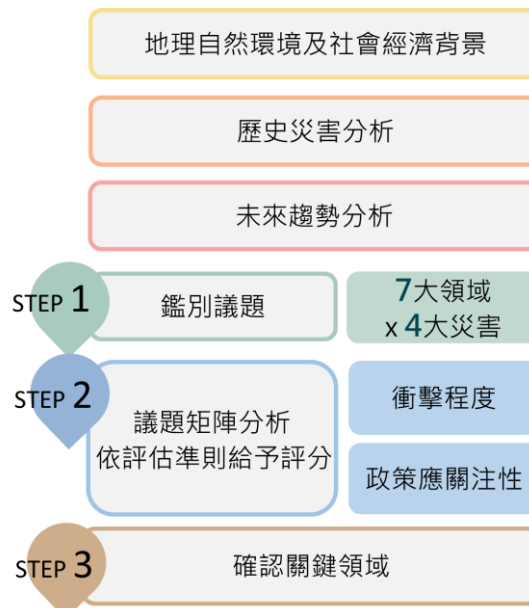 地理自然環境及社會經濟背景
歷史災害分析
未來趨勢分析
STEP 1
鑑別議題
7大領域
x 4大災害
STEP 2
議題矩陣分析
依評估準則給予評分
衝擊程度
政策應關注性
STEP 3
確認關鍵領域